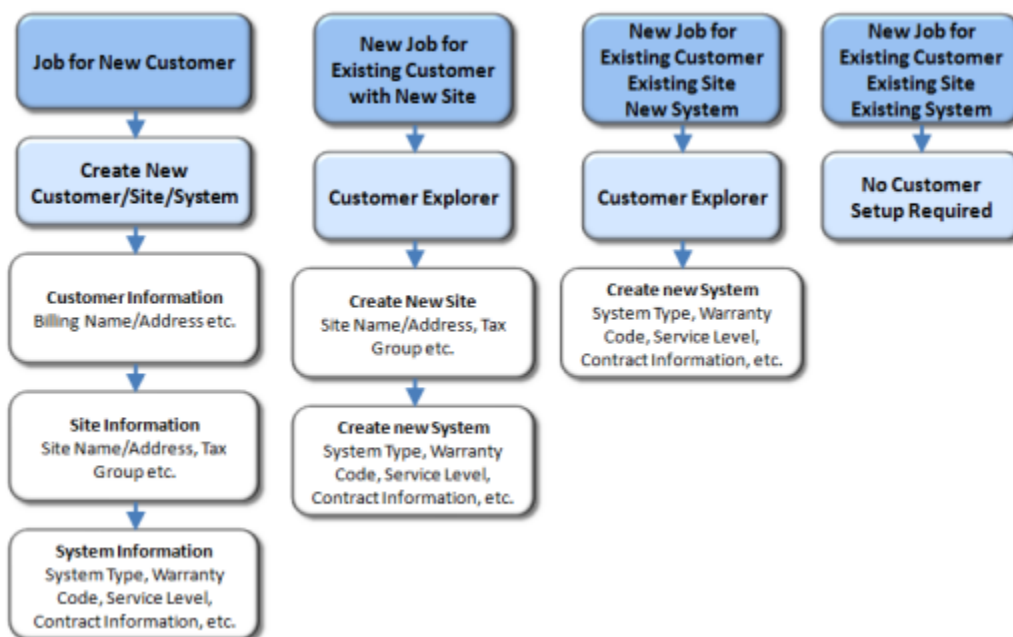 Job for New Customer
Create New
Customer/Site/System
Customer Information
Billing Name/Address etc.
Site Information
Site Name/Address, Tax
Group etc.
System Information
System Type, Warranty
Code, Service Level,
Contract Information, etc.
New Job for
Existing Customer
with New Site
Customer Explorer
Create New Site
Site Name/Address, Tax
Group etc.
Create new System
System Type, Warranty
Code, Service Level,
Contract Information, etc.
New Job for
Existing Customer
Existing Site
New System
Customer Explorer
Create new System
System Type, Warranty
Code, Service Level,
Contract Information, etc.
New Job for
Existing Customer
Existing Site
Existing System
No Customer
Setup Required